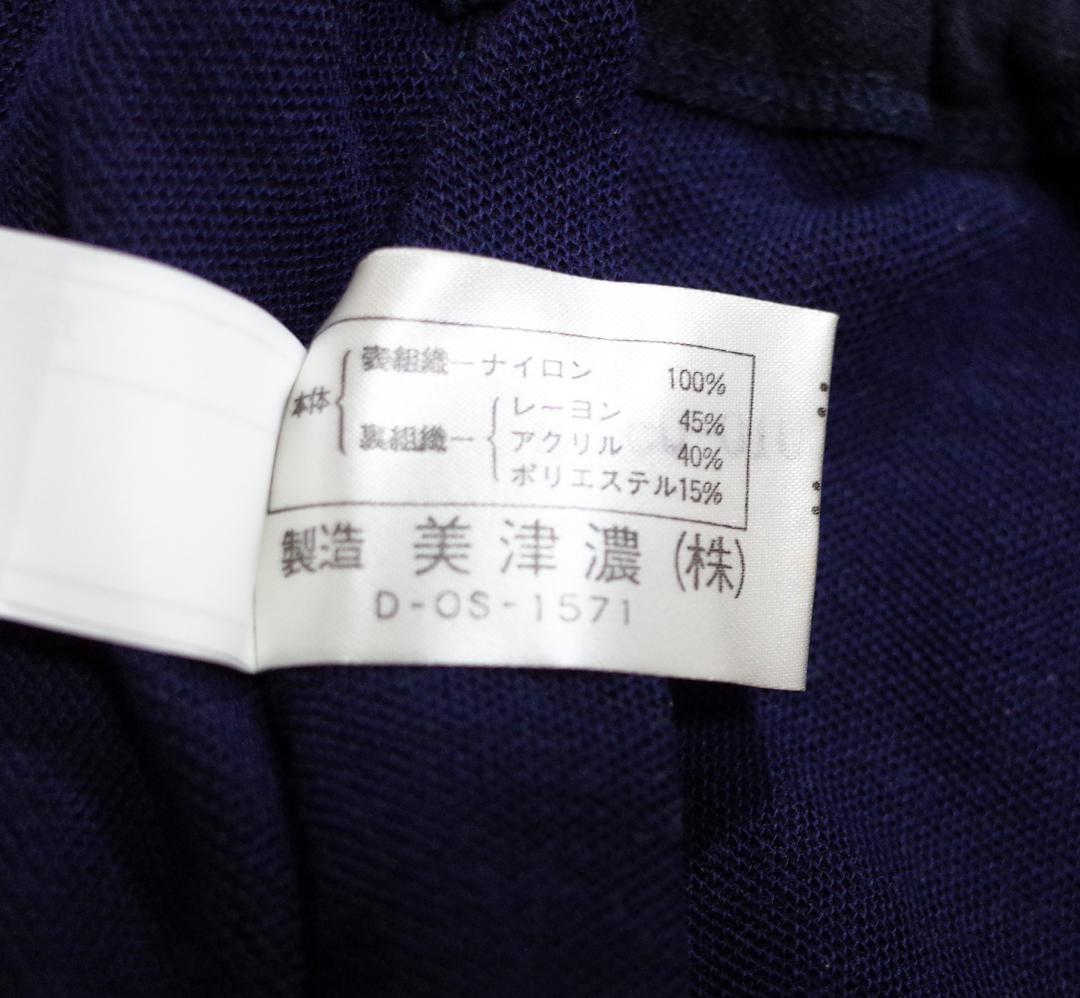 本体
表組織－ナイロン 100%
裏組織－
レーヨン 45%
アクリル 40%
ポリエステル15%
製造 美津濃(株)
D-OS-1571